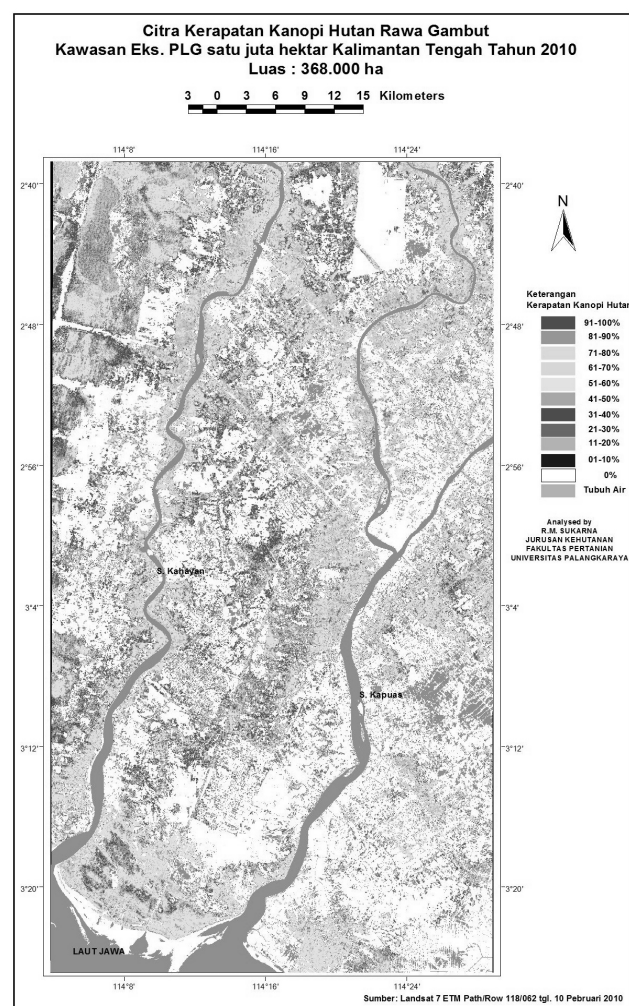 Citra Kerapatan Kanopi Hutan Rawa Gambut
Kawasan Eks. PLG satu juta hektar Kalimantan Tengah Tahun 2010
Luas : 368.000 ha
3 0 3 6 9 12 15 Kilometers
114°8' 114°16' 114°24'
2°40' 2°40'
N
Keterangan
Kerapatan Kanopi Hutan
91-100%
2°48' 2°48'
81-90%
71-80%
61-70%
51-60%
41-50%
31-40%
21-30%
11-20%
2°56' 2°56'
01-10%
0%
Tubuh Air
Analysed by
R.M. SUKARNA
JURUSAN KEHUTANAN
FAKULTAS PERTANIAN
UNIVERSITAS PALANGKARAYA
S. Kahayan
3°4' 3°4'
S. Kapuas
3°12' 3°12'
3°20' 3°20'
LAUT JAWA
114°8' 114°16' 114°24'
Sumber: Landsat 7 ETM Path/Row 118/062 tgl. 10 Pebruari 2010